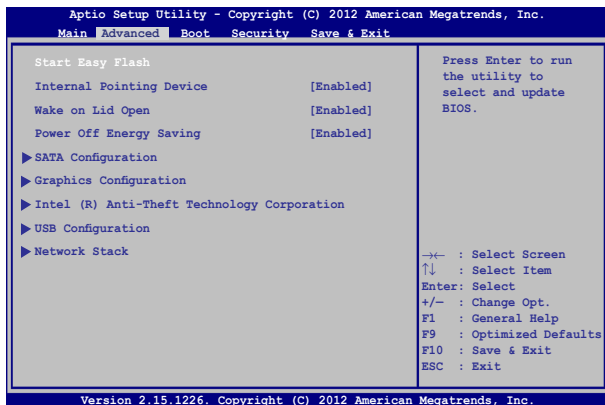 Aptio Setup Utility - Copyright (C) 2012 American Megatrends, Inc.
Main Advanced Boot Security Save & Exit
Start Easy Flash
Internal Pointing Device [Enabled]
Wake on Lid Open [Enabled]
Power Off Energy Saving [Enabled]
SATA Configuration
Graphics Configuration
Intel (R) Anti-Theft Technology Corporation
USB Configuration
Network Stack
Press Enter to run
the utility to
select and update
BIOS.
→← : Select Screen
↑↓ : Select Item
Enter: Select
+/— : Change Opt.
F1 : General Help
F9 : Optimized Defaults
F10 : Save & Exit
ESC : Exit
Version 2.15.1226. Copyright (C) 2012 American Megatrends, Inc.